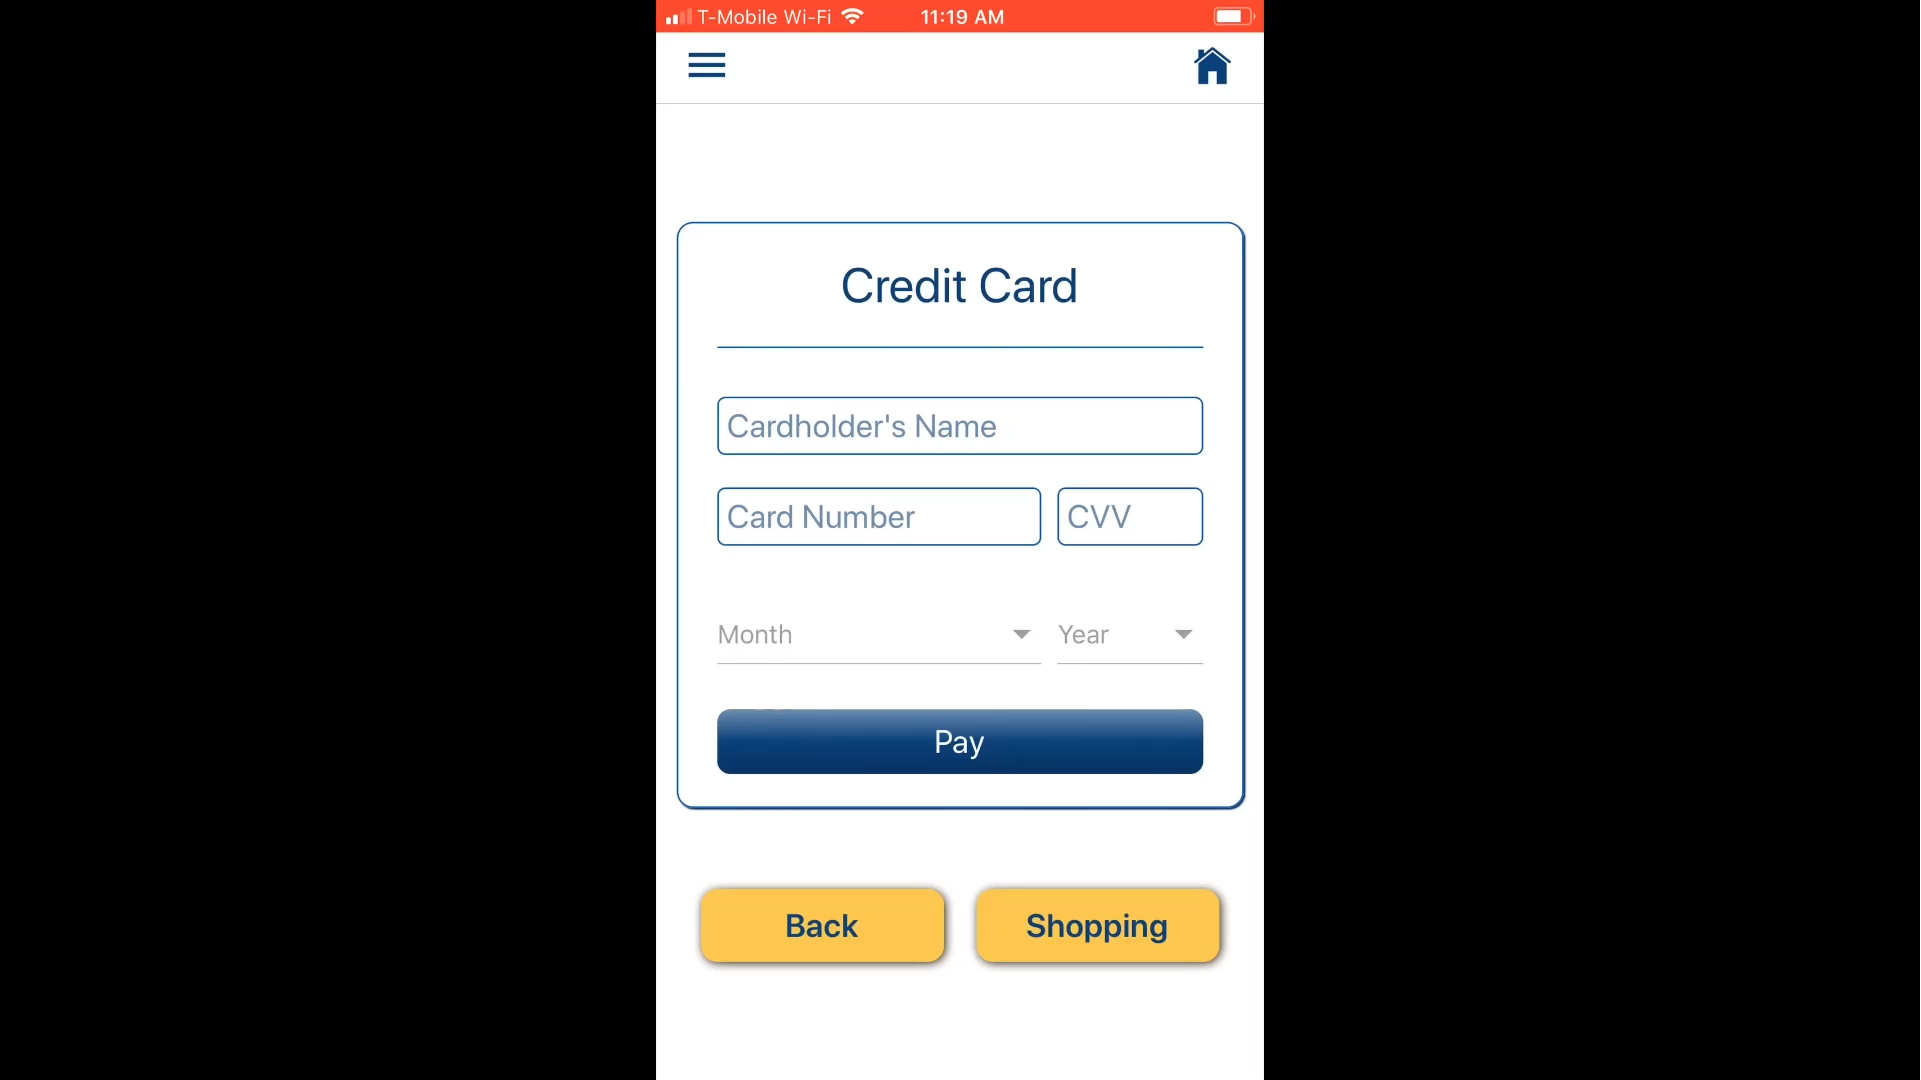 T-Mobile Wi-Fi 11:19 AM
Credit Card
Cardholder's Name
Card Number CVV
Month Year
Pay
Back Shopping